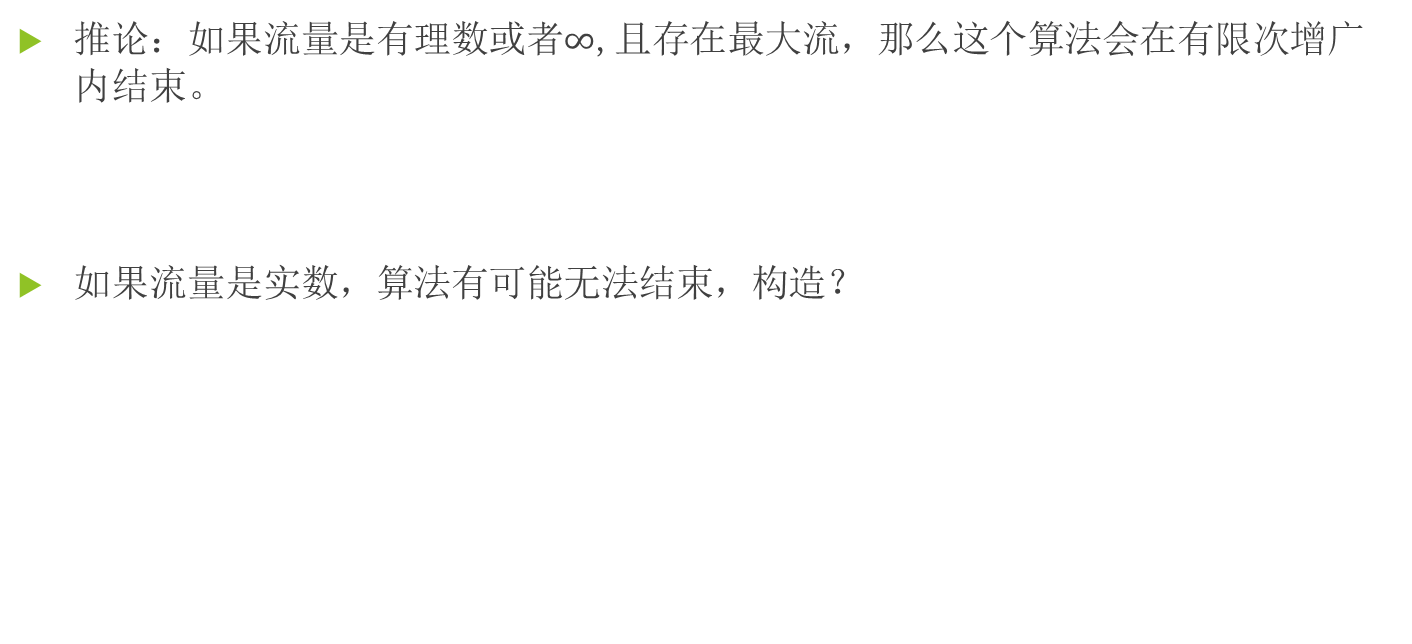 推论：如果流量是有理数或者∞,且存在最大流，那么这个算法会在有限次增广
内结束。
如果流量是实数，算法有可能无法结束，构造？